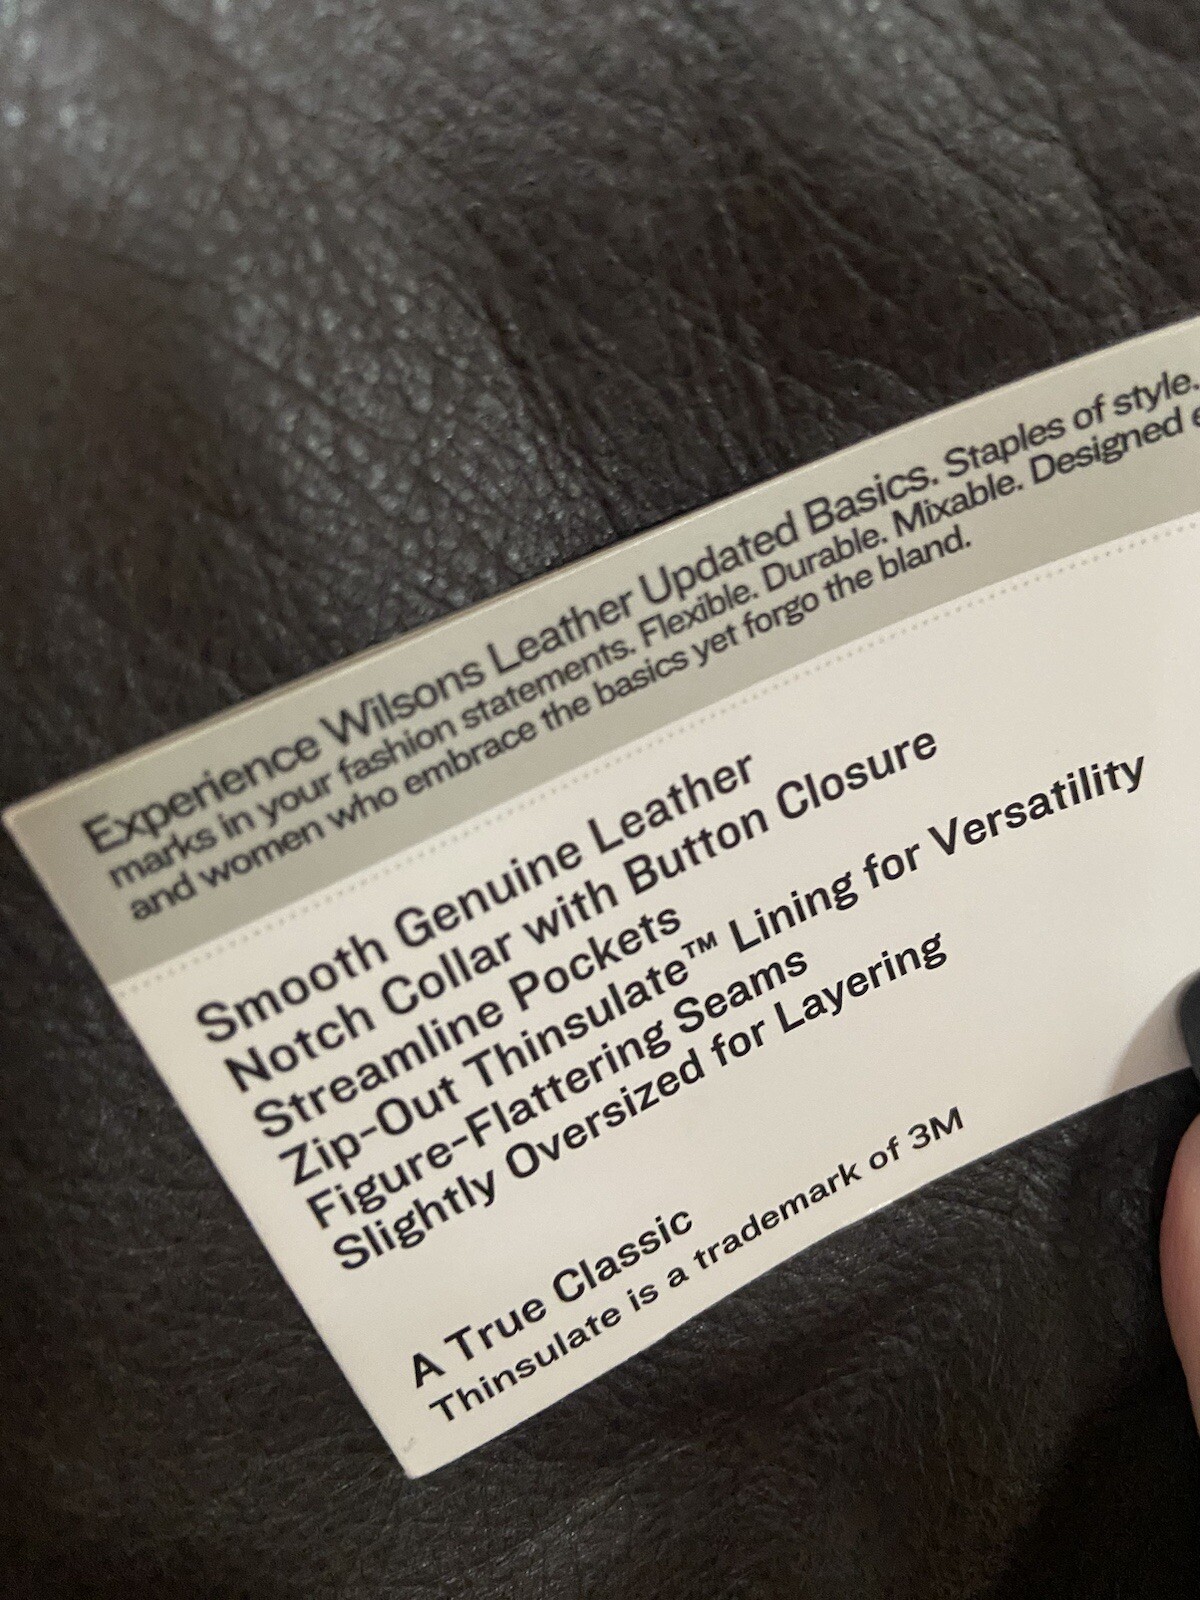 Experience Wilsons Leather Updated Basics. Staples of style.
marks in your fashion statements. Flexible. Durable. Mixable. Designed
and women who embrace the basics yet forgo the bland.
Smooth Genuine Leather
Notch Collar with Button Closure
Streamline Pockets
Zip-Out Thinsulate™ Lining for Versatility
Figure-Flattering Seams
Slightly Oversized for Layering
A True Classic
Thinsulate is a trademark of 3M